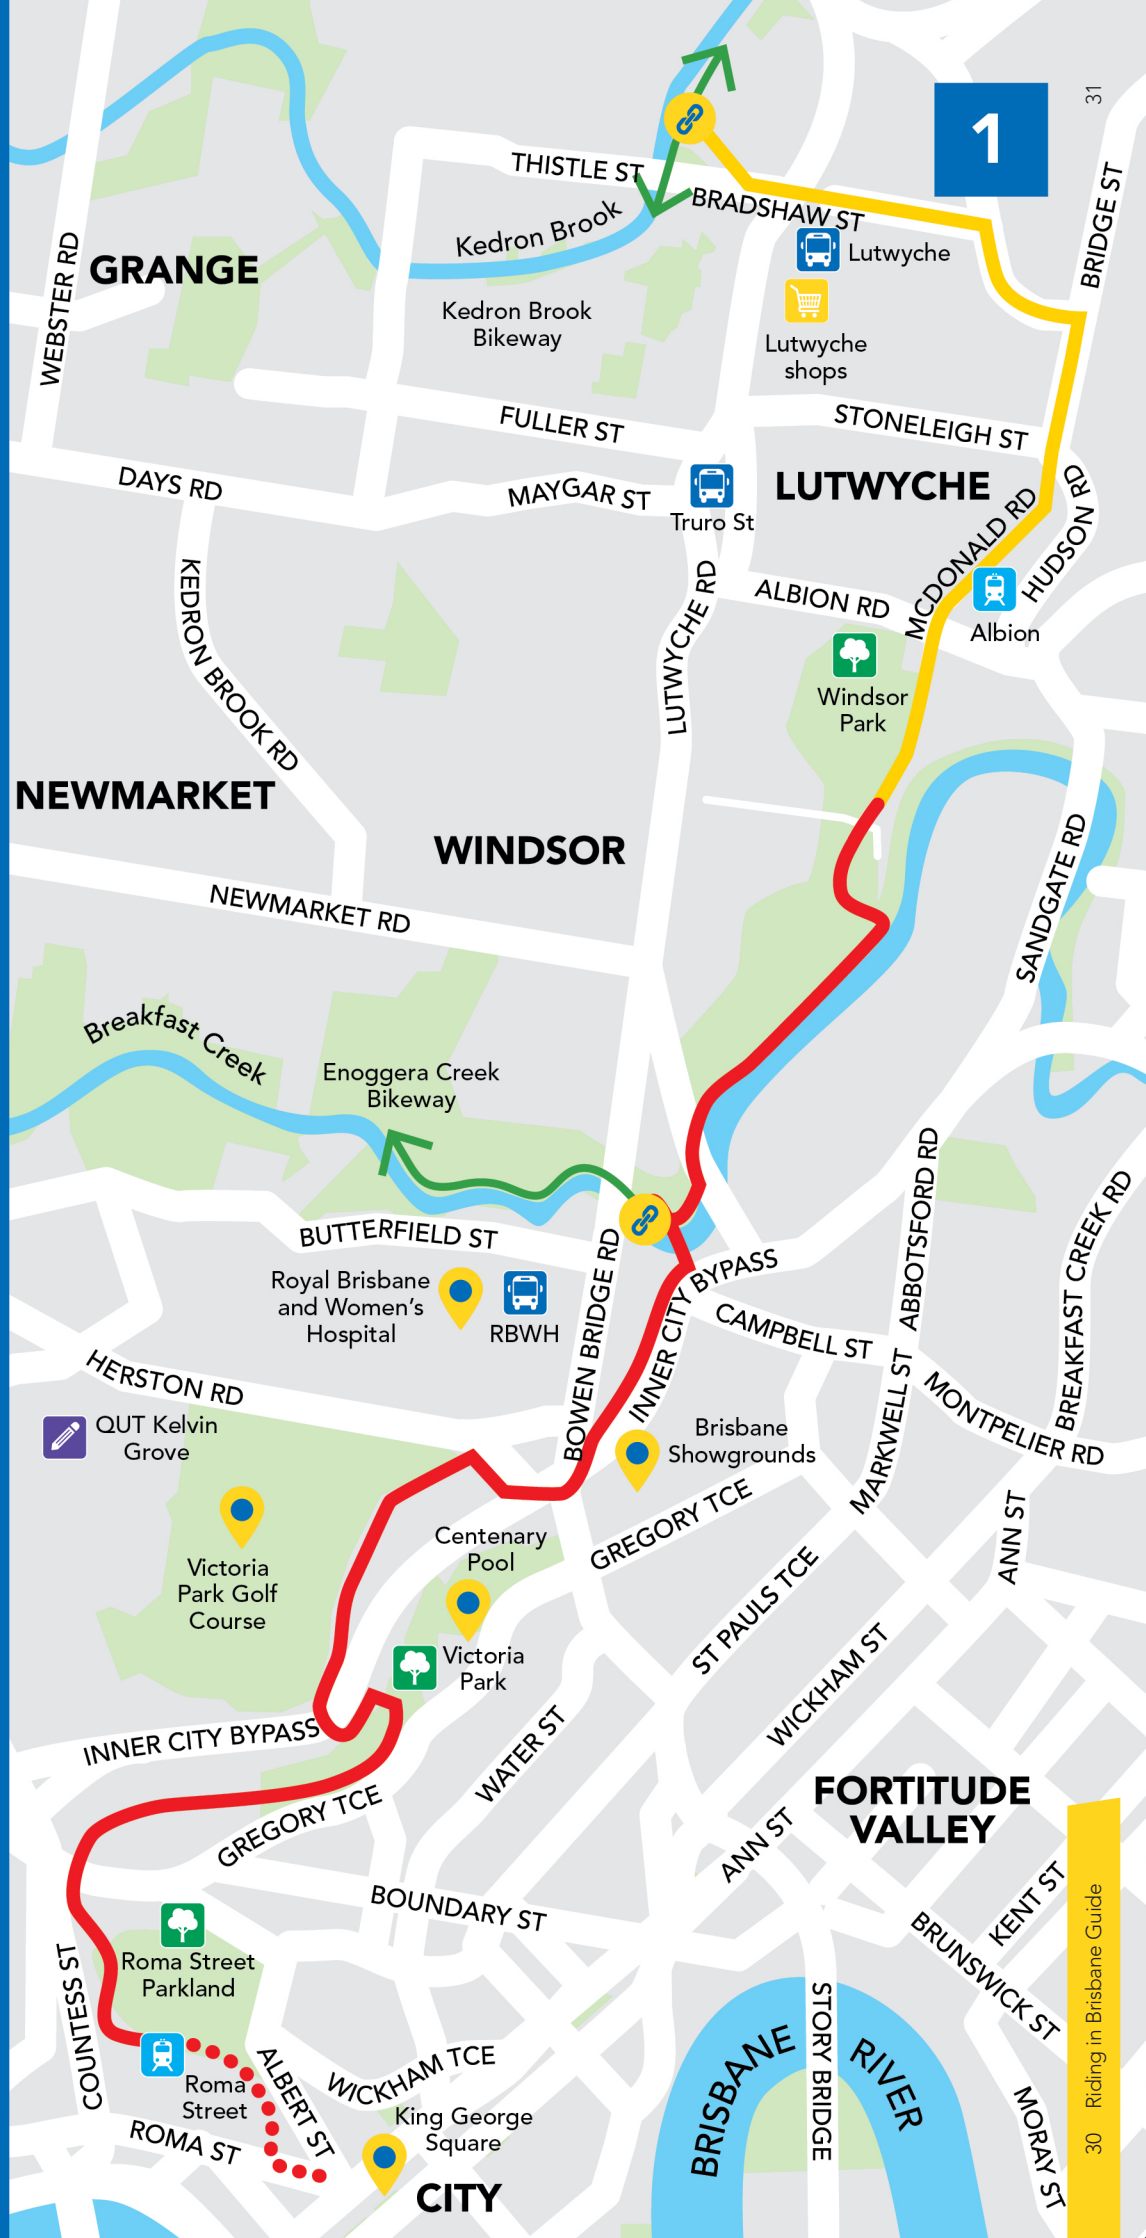 1
31
THISTLE ST
BRADSHAW ST
BRIDGE ST
Kedron Brook
Lutwyche
GRANGE
WEBSTER RD
Kedron Brook
Bikeway
Lutwyche
shops
FULLER ST
STONELEIGH ST
DAYS RD
MAYGAR ST
LUTWYCHE
Truro St
MCDONALD RD
HUDSON RD
KEDRON BROOK RD
LUTWYCHE RD
ALBION RD
Albion
Windsor
Park
NEWMARKET
WINDSOR
SANDGATE RD
NEWMARKET RD
Breakfast Creek
Enoggera Creek
Bikeway
ABBOTSFORD RD
BREAKFAST CREEK RD
BUTTERFIELD ST
BOWEN BRIDGE RD
INNER CITY BYPASS
Royal Brisbane
and Women's
Hospital
RBWH
CAMPBELL ST
HERSTON RD
MARKWELL ST
MONTPELIER RD
QUT Kelvin
Grove
Brisbane
Showgrounds
GREGORY TCE
ANN ST
Centenary
Pool
Victoria
Park Golf
Course
ST PAULS TCE
Victoria
Park
WICKHAM ST
INNER CITY BYPASS
WATER ST
GREGORY TCE
FORTITUDE
VALLEY
ANN ST
BOUNDARY ST
KENT ST
BRUNSWICK ST
Roma Street
Parkland
COUNTESS ST
STORY BRIDGE
BRISBANE
RIVER
ALBERT ST
WICKHAM TCE
Roma
Street
ROMA ST
King George
Square
MORAY ST
CITY
30 Riding in Brisbane Guide